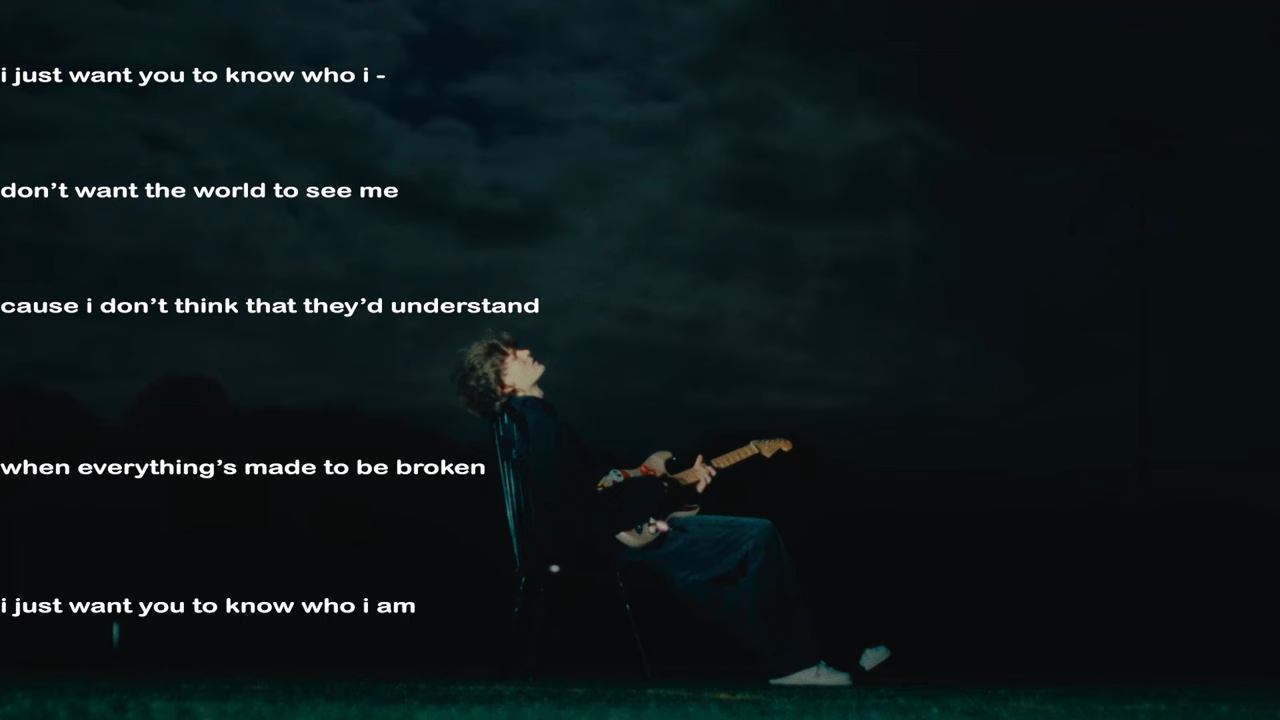 i just want you to know who i -
don’t want the world to see me
cause i don’t think that they’d understand
when everything’s made to be broken
i just want you to know who i am